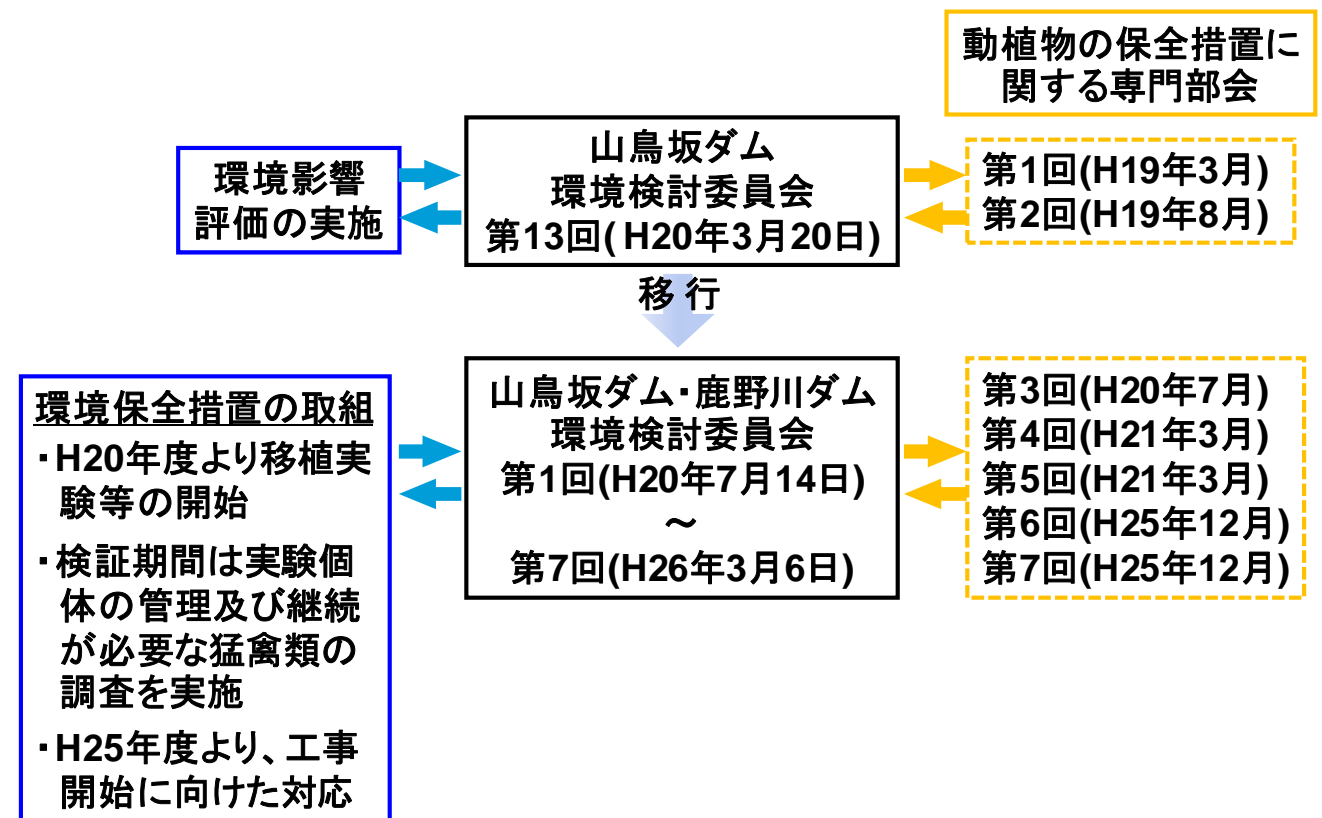 動植物の保全措置に
関する専門部会
環境影響
評価の実施
山鳥坂ダム
環境検討委員会
第13回( H20年3月20日)
第1回(H19年3月)
第2回(H19年8月)
移 行
環境保全措置の取組
・H20年度より移植実
験等の開始
・検証期間は実験個
体の管理及び継続
が必要な猛禽類の
調査を実施
・H25年度より、工事
開始に向けた対応
山鳥坂ダム・鹿野川ダム
環境検討委員会
第1回(H20年7月14日)
～
第7回(H26年3月6日)
第3回(H20年7月)
第4回(H21年3月)
第5回(H21年3月)
第6回(H25年12月)
第7回(H25年12月)